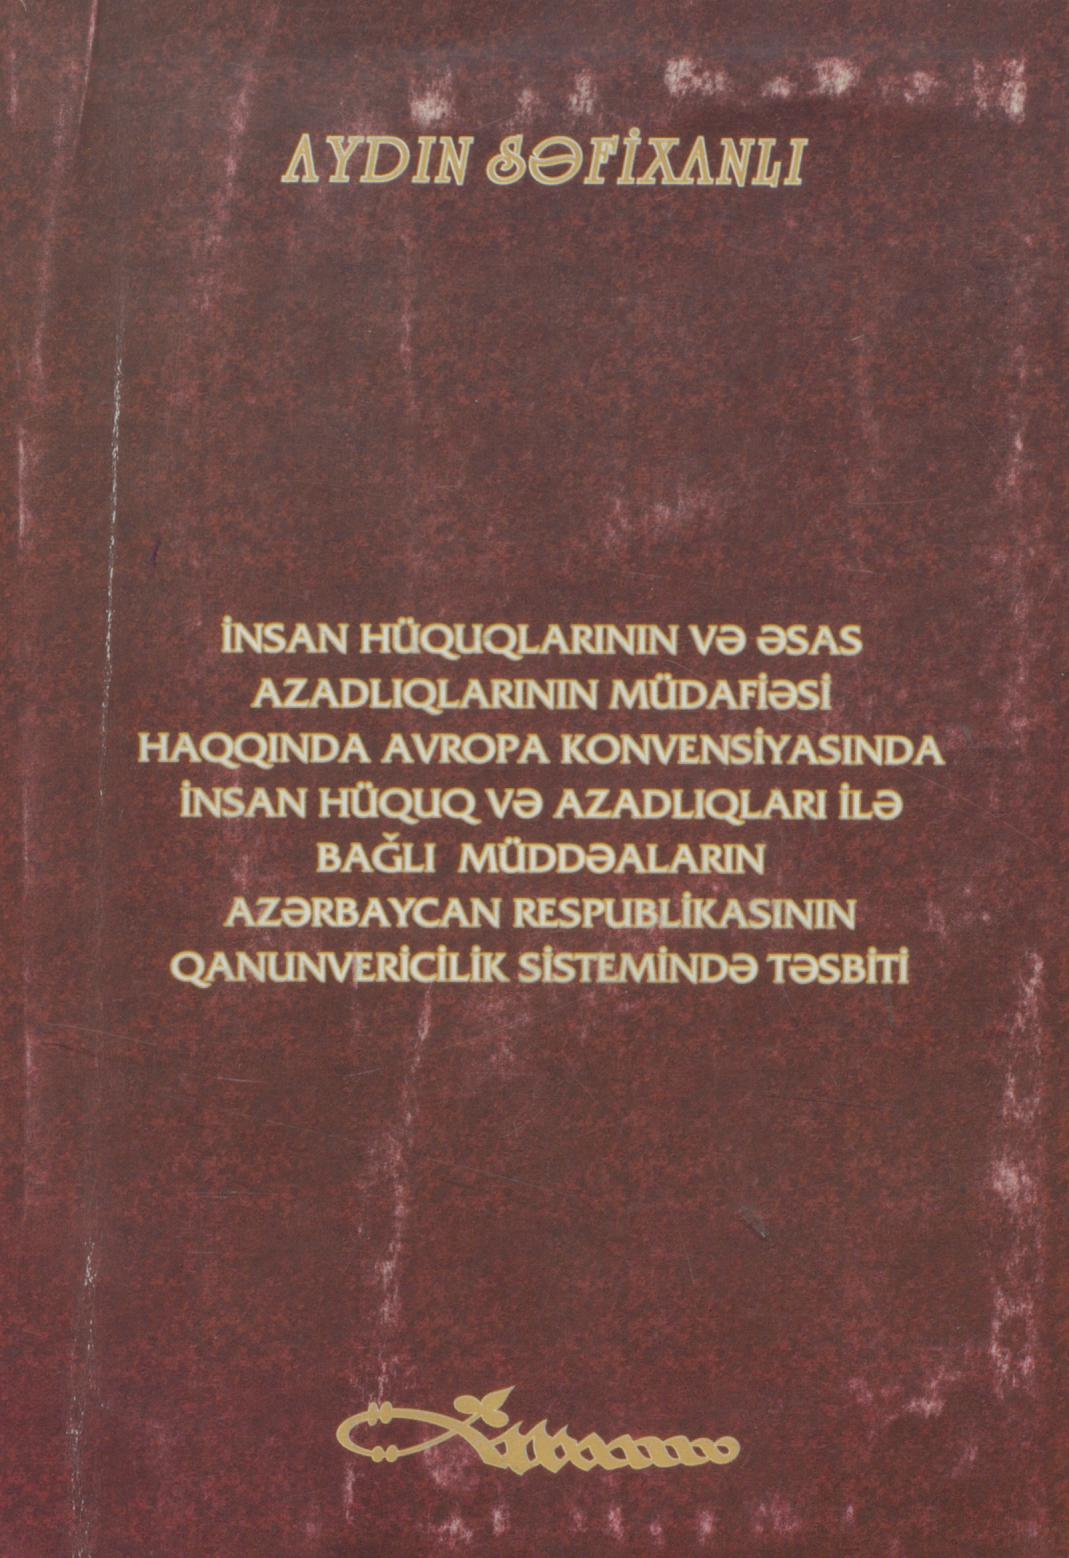 AYDIN SƏFİXANLI
İNSAN HÜQUQLARININ VƏ ƏSAS
AZADLIQLARININ MÜDAFİƏSİ
HAQQINDA AVROPA KONVENSİYASINDA
İNSAN HÜQUQ VƏ AZADLIQLARI İLƏ
BAĞLI MÜDDƏALARIN
AZƏRBAYCAN RESPUBLİKASININ
QANUNVERİCİLİK SİSTEMİNDƏ TƏSBİTİ